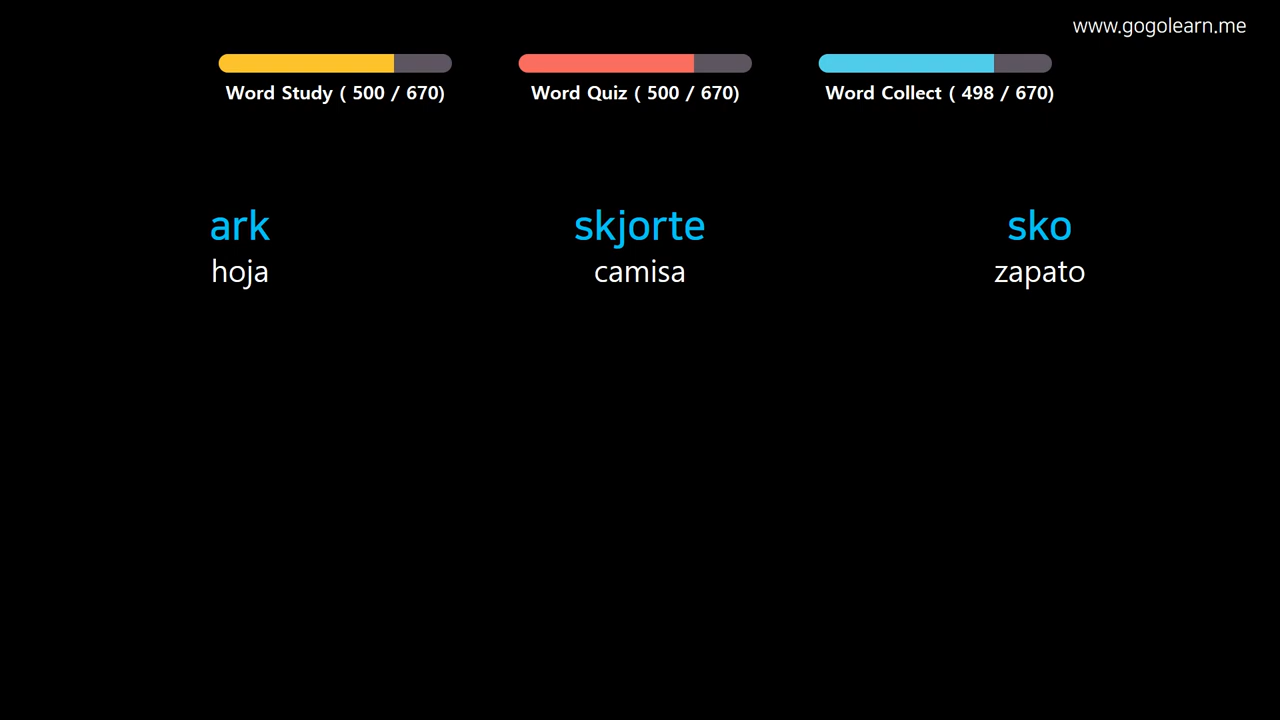 www.gogolearn.me
Word Study ( 500 / 670)
Word Quiz ( 500 / 670)
Word Collect ( 498 / 670)
ark
hoja
skjorte
camisa
sko
zapato